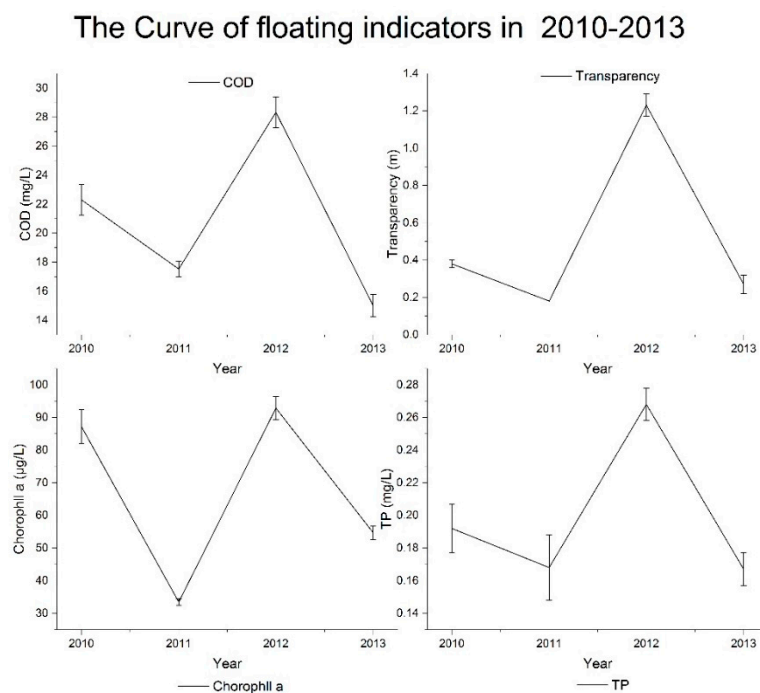 The Curve of floating indicators in 2010-2013
COD
30
28
26
24
22
20
18
16
14
COD (mg/L)
2010 2011 2012 2013
Year
Transparency
1.4
1.2
1.0
0.8
0.6
0.4
0.2
0.0
Transparency (m)
2010 2011 2012 2013
Year
100
90
80
70
60
50
40
30
Chorophll a (μg/L)
2010 2011 2012 2013
Year
Chorophll a
0.28
0.26
0.24
0.22
0.20
0.18
0.16
0.14
TP (mg/L)
2010 2011 2012 2013
Year
TP